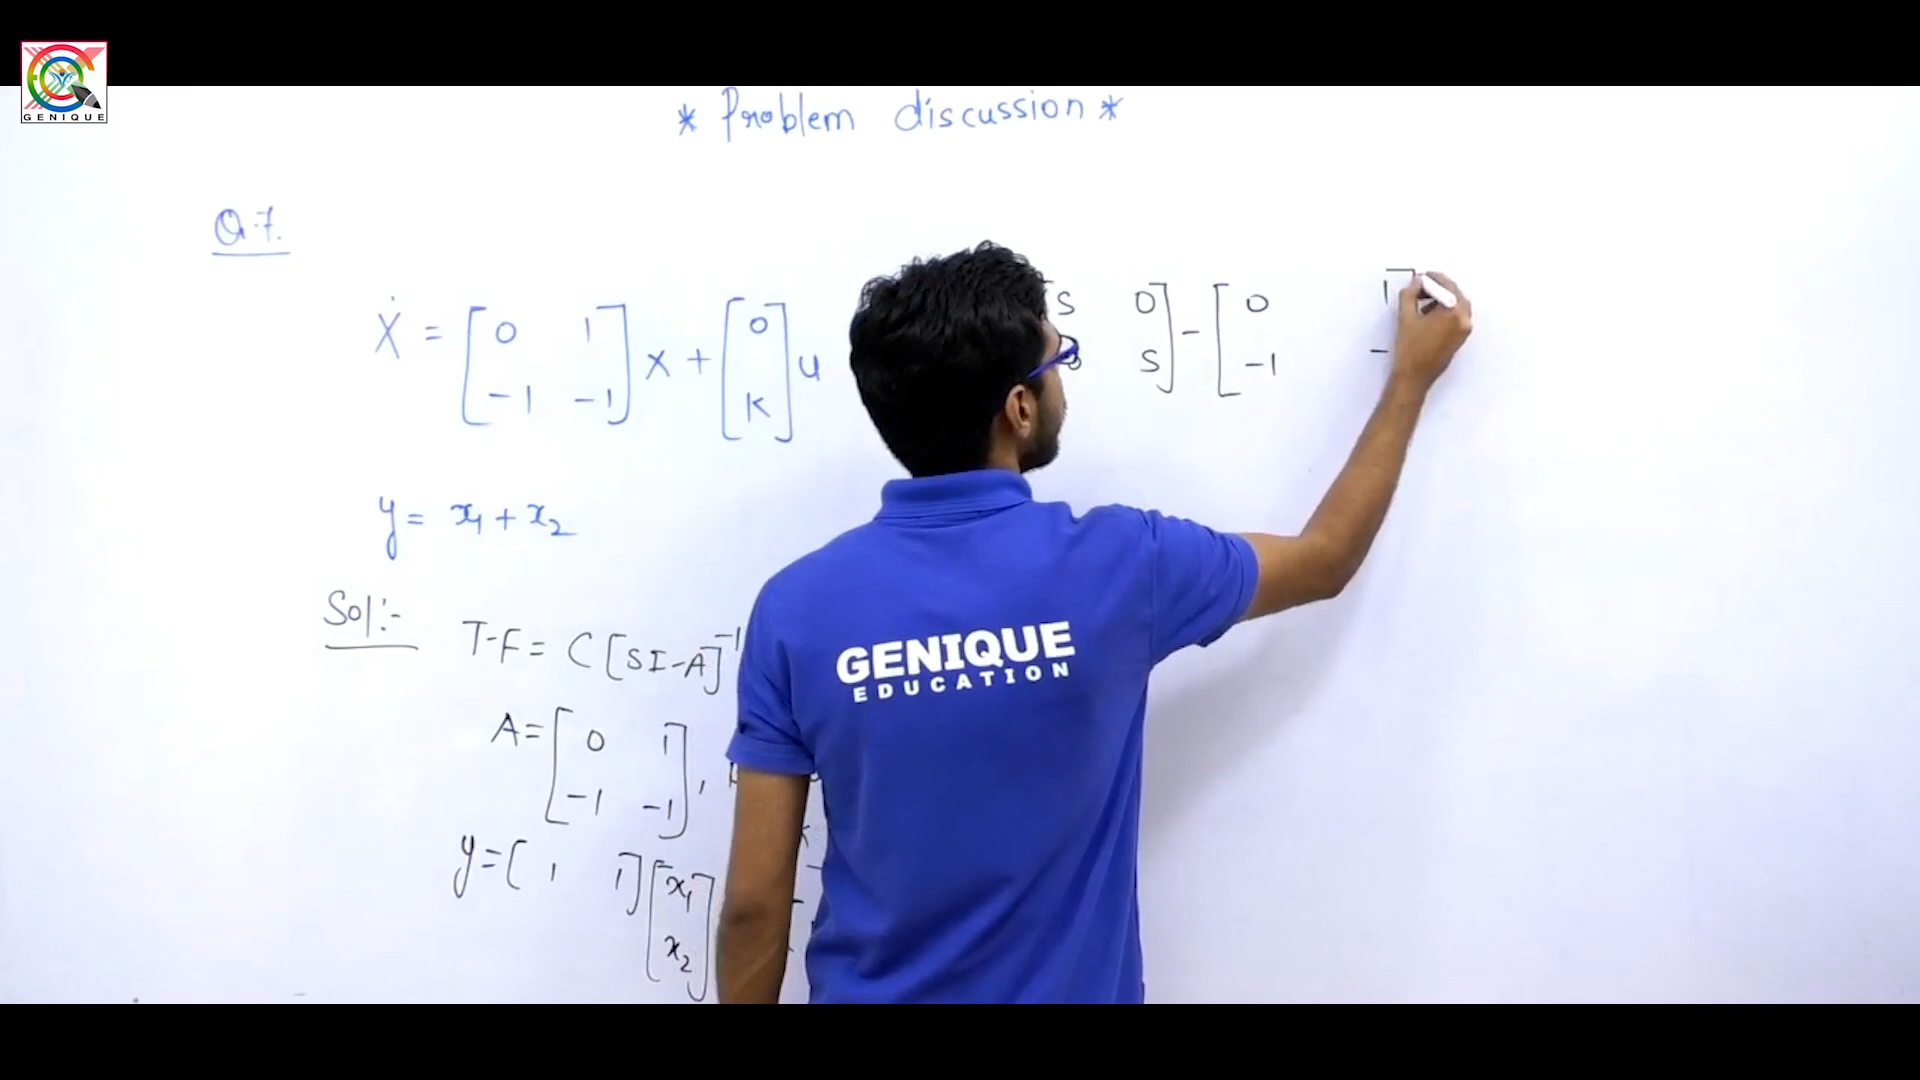 GENIQUE
* Problem discussion *
Q.7.
Ẋ = [0 1; -1 -1] X + [0; K] u
y = x1 + x2
Sol:-
T-F = C [SI-A]^-1
A = [0 1; -1 -1],
y = [1 1] [x1; x2]
S 0] - [0 1]
S] [-1 -
GENIQUE
EDUCATION